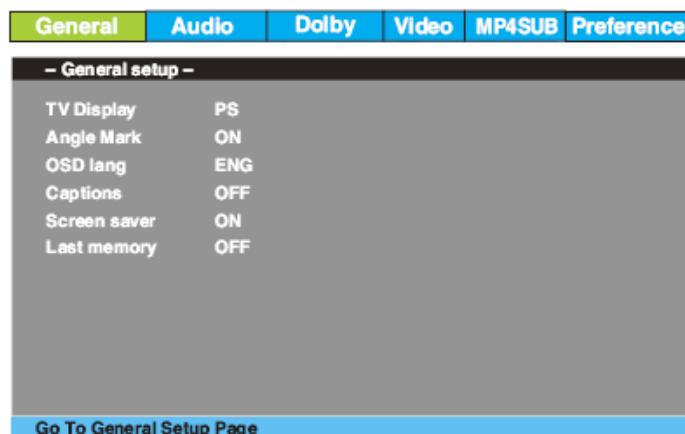 General Audio Dolby Video MP4SUB Preference
– General setup –
TV Display PS
Angle Mark ON
OSD lang ENG
Captions OFF
Screen saver ON
Last memory OFF
Go To General Setup Page